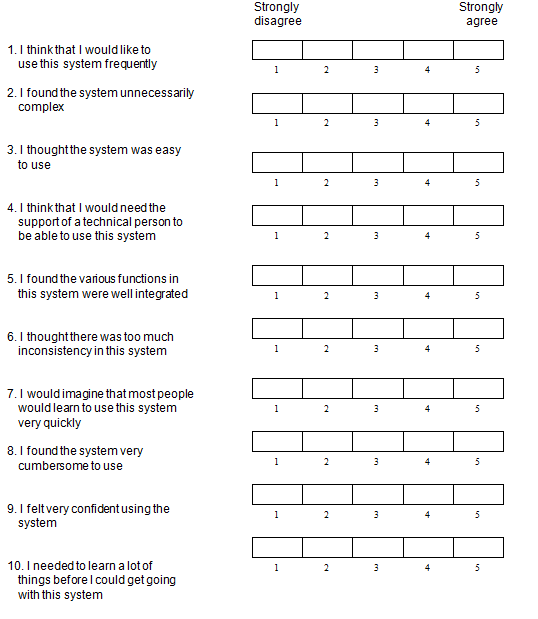 Strongly disagree
Strongly agree
1. I think that I would like to
use this system frequently
1 2 3 4 5
2. I found the system unnecessarily
complex
1 2 3 4 5
3. I thought the system was easy
to use
1 2 3 4 5
4. I think that I would need the
support of a technical person to
be able to use this system
1 2 3 4 5
5. I found the various functions in
this system were well integrated
1 2 3 4 5
6. I thought there was too much
inconsistency in this system
1 2 3 4 5
7. I would imagine that most people
would learn to use this system
very quickly
1 2 3 4 5
8. I found the system very
cumbersome to use
1 2 3 4 5
9. I felt very confident using the
system
1 2 3 4 5
10. I needed to learn a lot of
things before I could get going
with this system
1 2 3 4 5